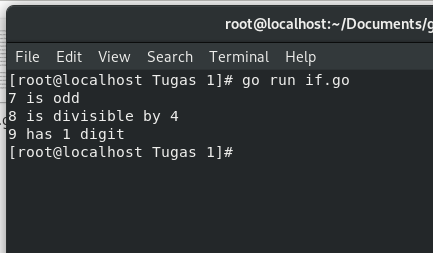 root@localhost:~/Documents/g
File Edit View Search Terminal Help
[root@localhost Tugas 1]# go run if.go
7 is odd
8 is divisible by 4
9 has 1 digit
[root@localhost Tugas 1]#